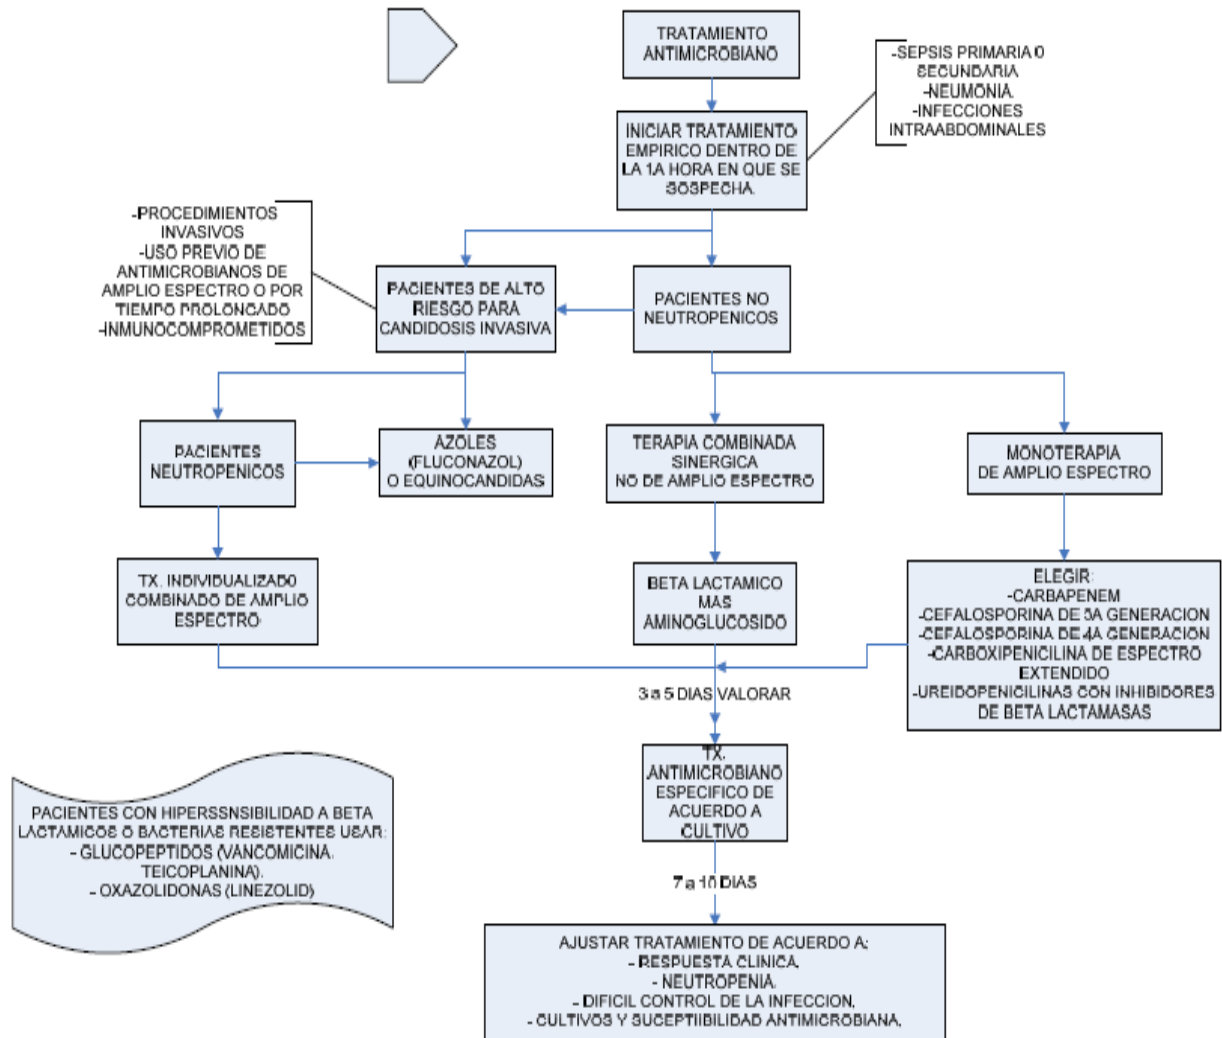 TRATAMIENTO
ANTIMICROBIANO
-SEPSIS PRIMARIA O
SECUNDARIA
-NEUMONIA.
-INFECCIONES
INTRAABDOMINALES
INICIAR TRATAMIENTO
EMPIRICO DENTRO DE
LA 1A HORA EN QUE SE
SOSPECHA.
-PROCEDIMIENTOS
INVASIVOS
-USO PREVIO DE
ANTIMICROBIANOS DE
AMPLIO ESPECTRO O POR
TIEMPO PROLONGADO
-INMUNOCOMPROMETIDOS
PACIENTES DE ALTO
RIESGO PARA
CANDIDOSIS INVASIVA
PACIENTES NO
NEUTROPENICOS
PACIENTES
NEUTROPENICOS
AZOLES
(FLUCONAZOL)
O EQUINOCANDIDAS
TERAPIA COMBINADA
SINERGICA
NO DE AMPLIO ESPECTRO
MONOTERAPIA
DE AMPLIO ESPECTRO
TX. INDIVIDUALIZADO
COMBINADO DE AMPLIO
ESPECTRO
BETA LACTAMICO
MAS
AMINOGLUCOSIDO
ELEGIR:
-CARBAPENEM
-CEFALOSPORINA DE 3A GENERACION
-CEFALOSPORINA DE 4A GENERACION
-CARBOXIPENICILINA DE ESPECTRO
EXTENDIDO
-UREIDOPENICILINAS CON INHIBIDORES
DE BETA LACTAMASAS
3 a 5 DIAS VALORAR
TX.
ANTIMICROBIANO
ESPECIFICO DE
ACUERDO A
CULTIVO
PACIENTES CON HIPERSSNSIBILIDAD A BETA
LACTAMICOS O BACTERIAS RESISTENTES USAR:
- GLUCOPEPTIDOS (VANCOMICINA.
TEICOPLANINA).
- OXAZOLIDONAS (LINEZOLID)
7 a 10 DIAS
AJUSTAR TRATAMIENTO DE ACUERDO A:
- RESPUESTA CLINICA.
- NEUTROPENIA.
- DIFICIL CONTROL DE LA INFECCION.
- CULTIVOS Y SUCEPTIIBILIDAD ANTIMICROBIANA.